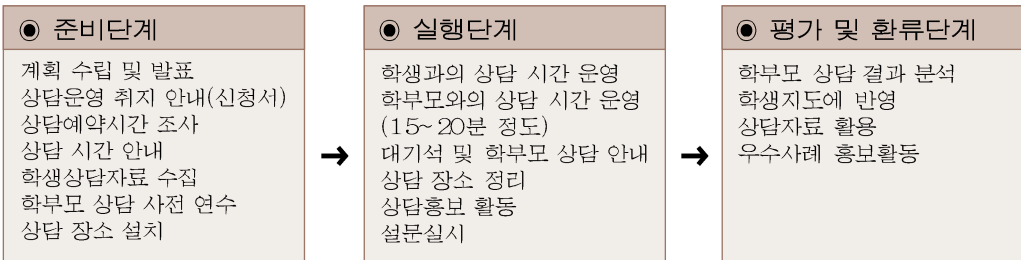 ◉ 준비단계
계획 수립 및 발표
상담운영 취지 안내(신청서)
상담예약시간 조사
상담 시간 안내
학생상담자료 수집
학부모 상담 사전 연수
상담 장소 설치
→
◉ 실행단계
학생과의 상담 시간 운영
학부모와의 상담 시간 운영
(15~20분 정도)
대기석 및 학부모 상담 안내
상담 장소 정리
상담홍보 활동
설문실시
→
◉ 평가 및 환류단계
학부모 상담 결과 분석
학생지도에 반영
상담자료 활용
우수사례 홍보활동